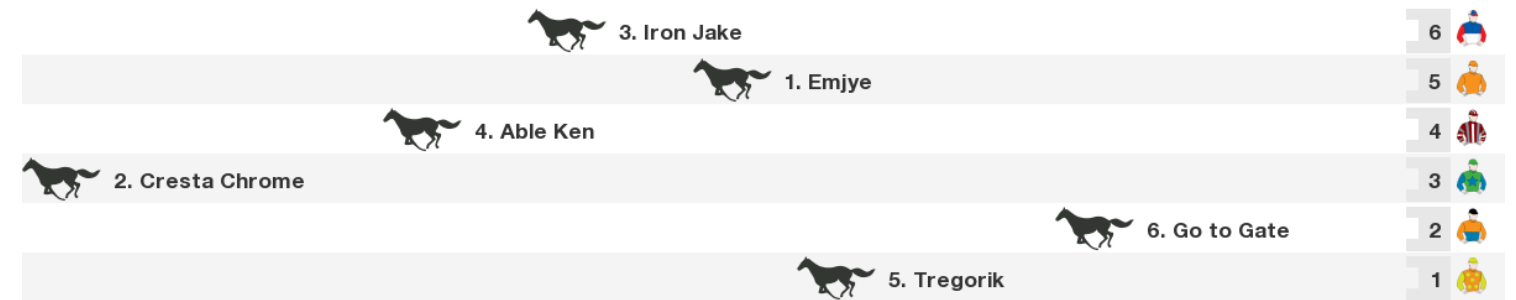 3. Iron Jake 6
1. Emjye 5
4. Able Ken 4
2. Cresta Chrome 3
6. Go to Gate 2
5. Tregorik 1